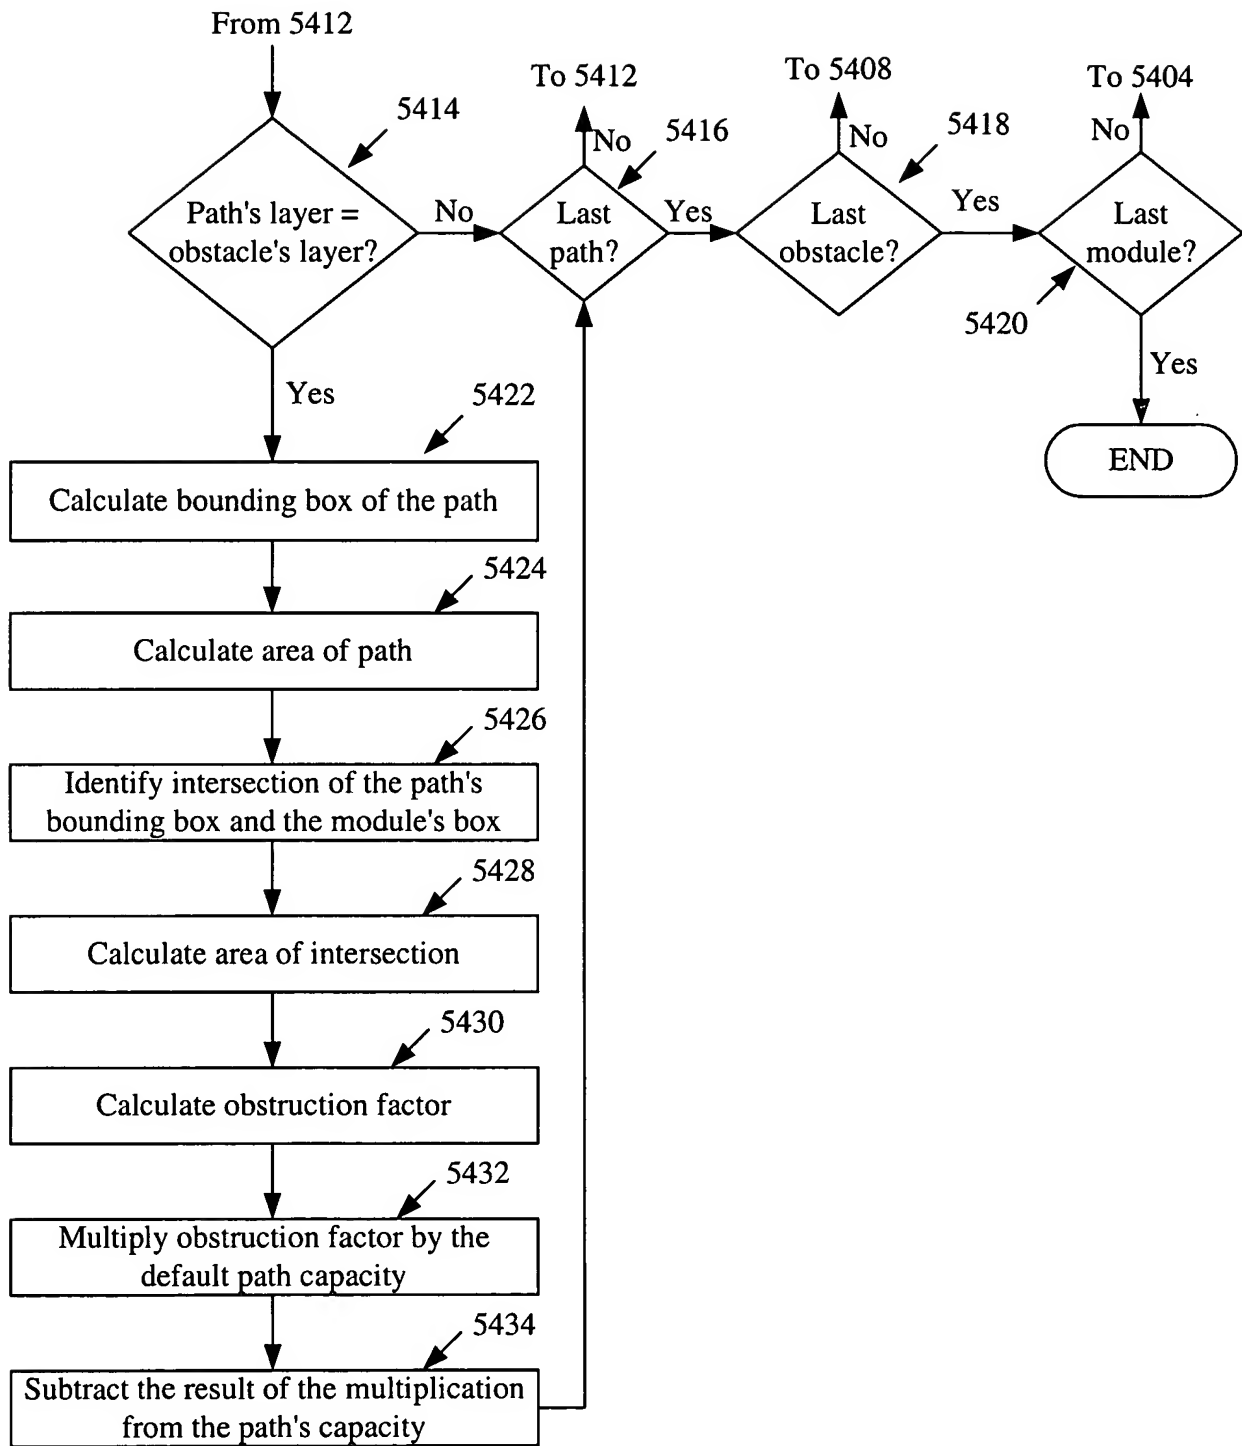 From 5412
To 5412
To 5408
To 5404
5414
5416
5418
No
No
No
Path's layer =
obstacle's layer?
No
Last
path?
Yes
Last
obstacle?
Yes
Last
module?
5420
Yes
Yes
END
5422
Calculate bounding box of the path
5424
Calculate area of path
5426
Identify intersection of the path's
bounding box and the module's box
5428
Calculate area of intersection
5430
Calculate obstruction factor
5432
Multiply obstruction factor by the
default path capacity
5434
Subtract the result of the multiplication
from the path's capacity